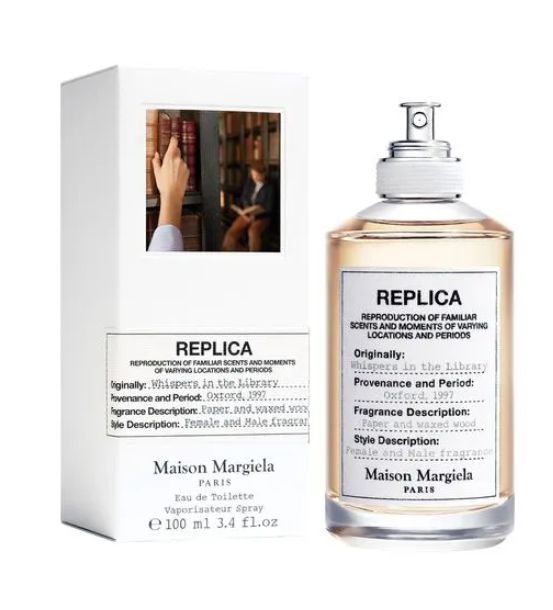 REPLICA
REPRODUCTION OF FAMILIAR SCENTS AND MOMENTS
OF VARYING LOCATIONS AND PERIODS
Originally: Whispers in the Library
Provenance and Period: Oxford, 1997
Fragrance Description: Paper and waxed wood
Style Description: Female and Male fragran
Maison Margiela
PARIS
Eau de Toilette
Vaporisateur Spray
℮ 100 ml 3.4 fl.oz
REPLICA
REPRODUCTION OF FAMILIAR
SCENTS AND MOMENTS OF VARYING
LOCATIONS AND PERIODS
Originally:
Whispers in the Library
Provenance and Period:
Oxford, 1997
Fragrance Description:
Paper and waxed wood
Style Description:
Female and Male fragrance
Maison Margiela
PARIS